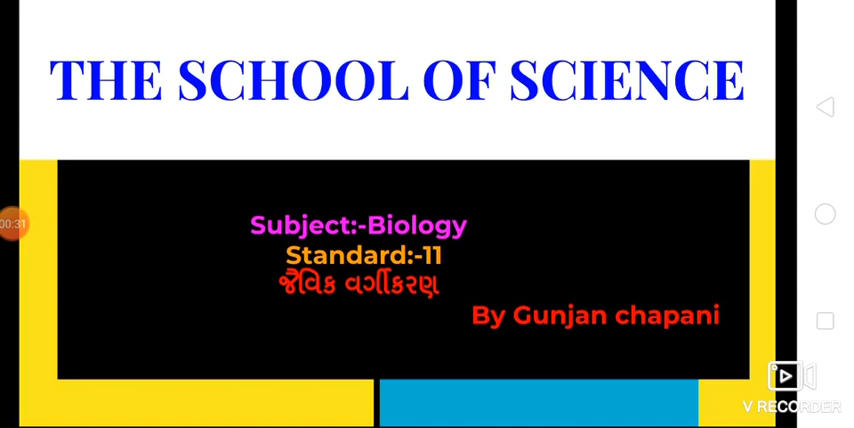 THE SCHOOL OF SCIENCE
00:31
Subject:-Biology
Standard:-11
જૈવિક વર્ગીકરણ
By Gunjan chapani
V RECORDER